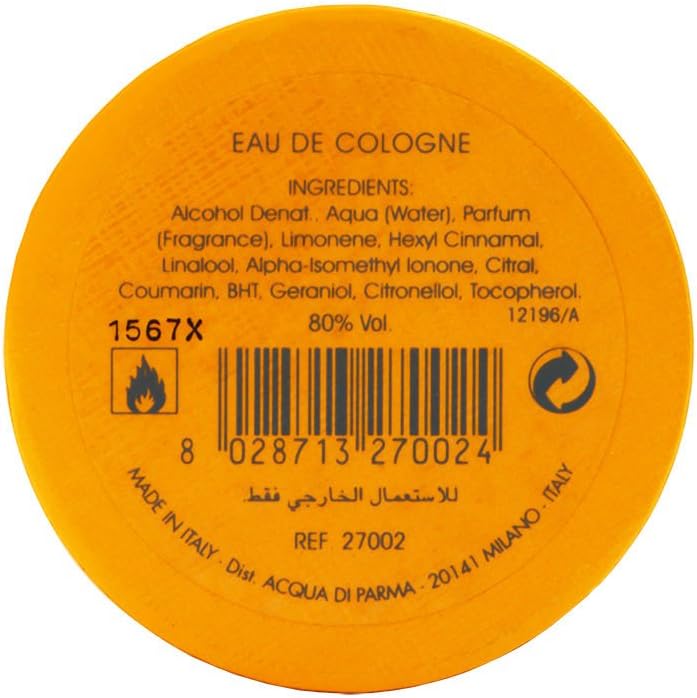 EAU DE COLOGNE
INGREDIENTS:
Alcohol Denat., Aqua (Water), Parfum
(Fragrance), Limonene, Hexyl Cinnamal,
Linalool, Alpha-Isomethyl Ionone, Citral,
Coumarin, BHT, Geraniol, Citronellol, Tocopherol.
1567X
80% Vol.
12196/A
8 028713 270024
للاستعمال الخارجي فقط.
REF 27002
MADE IN ITALY - Dist. ACQUA DI PARMA - 20141 MILANO - ITALY